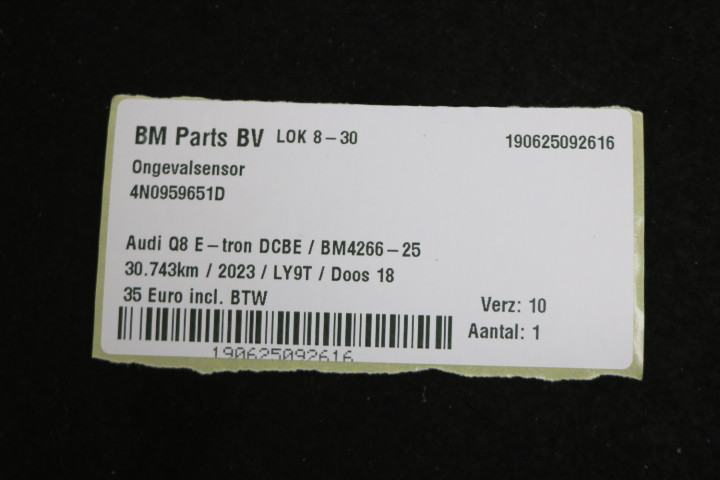 BM Parts BV LOK 8-30 190625092616
Ongevalsensor
4N0959651D
Audi Q8 E-tron DCBE / BM4266-25
30.743km / 2023 / LY9T / Doos 18
35 Euro incl. BTW
Verz: 10
Aantal: 1
190625092616